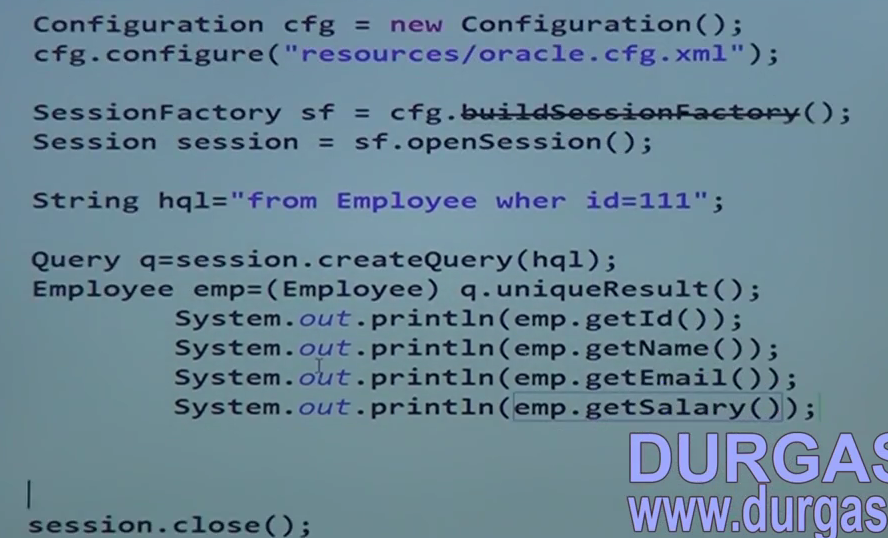 Configuration cfg = new Configuration();
cfg.configure("resources/oracle.cfg.xml");
SessionFactory sf = cfg.buildSessionFactory();
Session session = sf.openSession();
String hql="from Employee wher id=111";
Query q=session.createQuery(hql);
Employee emp=(Employee) q.uniqueResult();
System.out.println(emp.getId());
System.out.println(emp.getName());
System.out.println(emp.getEmail());
System.out.println(emp.getSalary());
DURGAS
www.durgas
session.close();